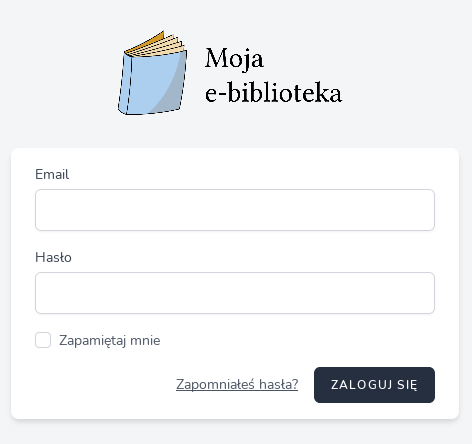 Moja
e-biblioteka
Email
Hasło
Zapamiętaj mnie
Zapomniałeś hasła?
ZALOGUJ SIĘ